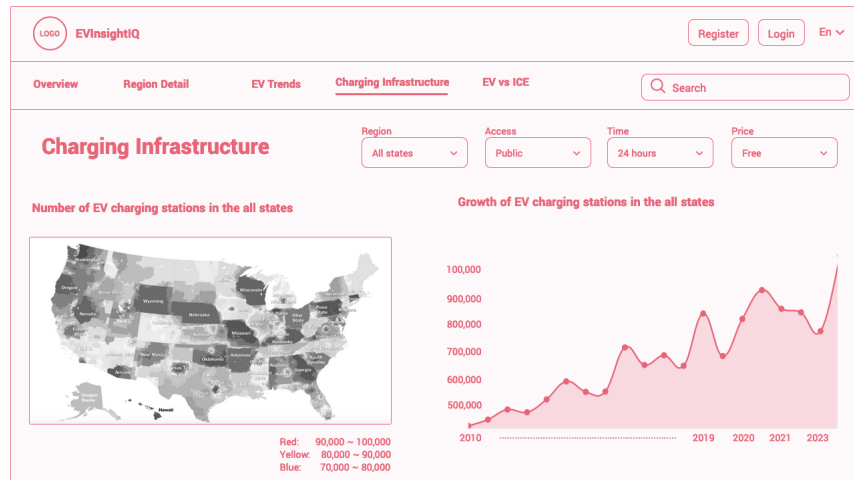 LOGO EVInsightIQ
Register Login En
Overview Region Detail EV Trends Charging Infrastructure EV vs ICE Search
Charging Infrastructure
Region Access Time Price
All states Public 24 hours Free
Number of EV charging stations in the all states
Growth of EV charging stations in the all states
Washington
Oregon
Wisconsin
Wyoming
Nebraska
Nevada
Ohio
State
Missouri
Kentucky
New Mexico
Oklahoma
Arkansas
Georgia
Hawaii
Red: 90,000 ~ 100,000
Yellow: 80,000 ~ 90,000
Blue: 70,000 ~ 80,000
100,000
900,000
800,000
700,000
600,000
500,000
2010 2019 2020 2021 2023